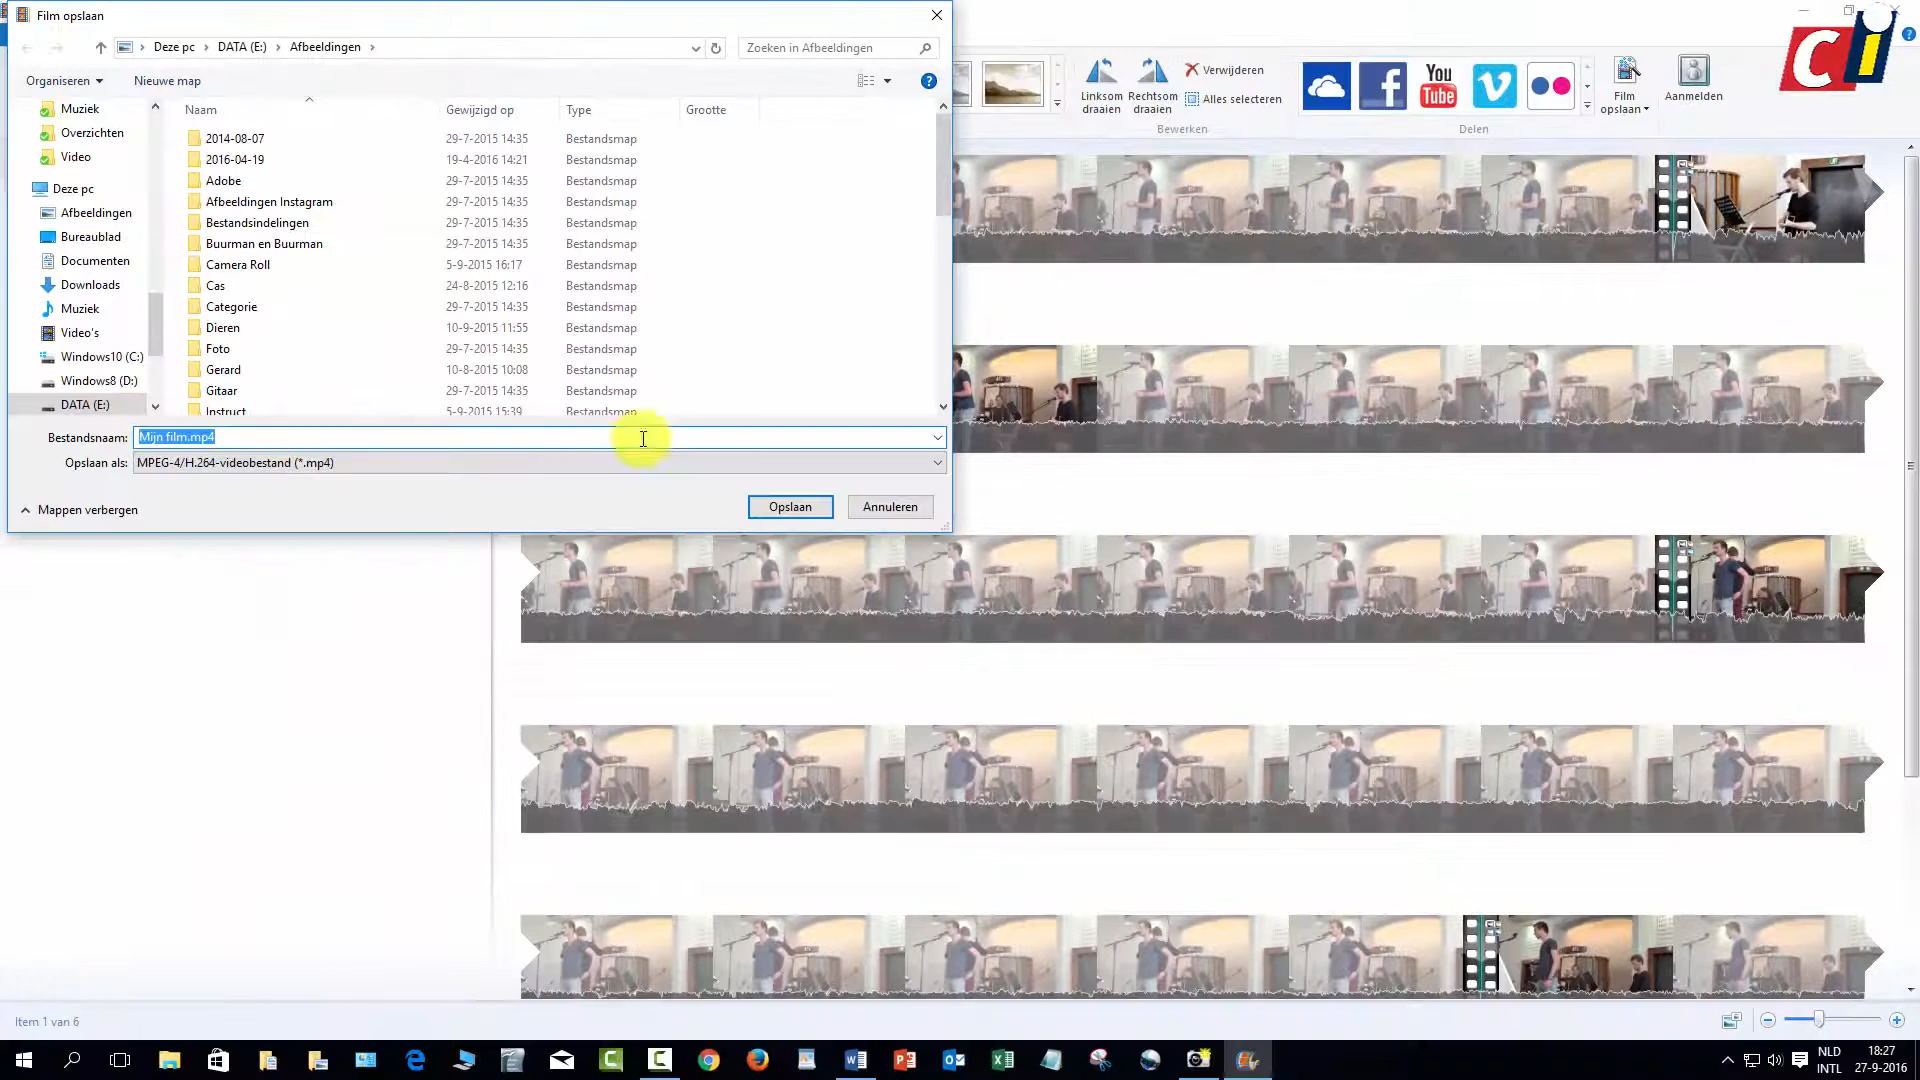 Film opslaan
Deze pc > DATA (E:) > Afbeeldingen >
Zoeken in Afbeeldingen
Organiseren
Nieuwe map
Muziek
Overzichten
Video
Deze pc
Afbeeldingen
Bureaublad
Documenten
Downloads
Muziek
Video's
Windows10 (C:)
Windows8 (D:)
DATA (E:)
Naam Gewijzigd op Type Grootte
2014-08-07 29-7-2015 14:35 Bestandsmap
2016-04-19 19-4-2016 14:21 Bestandsmap
Adobe 29-7-2015 14:35 Bestandsmap
Afbeeldingen Instagram 29-7-2015 14:35 Bestandsmap
Bestandsindelingen 29-7-2015 14:35 Bestandsmap
Buurman en Buurman 29-7-2015 14:35 Bestandsmap
Camera Roll 5-9-2015 16:17 Bestandsmap
Cas 24-8-2015 12:16 Bestandsmap
Categorie 29-7-2015 14:35 Bestandsmap
Dieren 10-9-2015 11:55 Bestandsmap
Foto 29-7-2015 14:35 Bestandsmap
Gerard 10-8-2015 10:08 Bestandsmap
Gitaar 29-7-2015 14:35 Bestandsmap
Instruct 5-9-2015 15:39 Bestandsmap
Bestandsnaam: Mijn film.mp4
Opslaan als: MPEG-4/H.264-videobestand (*.mp4)
Mappen verbergen
Opslaan
Annuleren
Linksom draaien
Rechtsom draaien
Verwijderen
Alles selecteren
Bewerken
You Tube
Delen
Film opslaan
Aanmelden
Ci
Item 1 van 6
NLD
INTL
18:27
27-9-2016